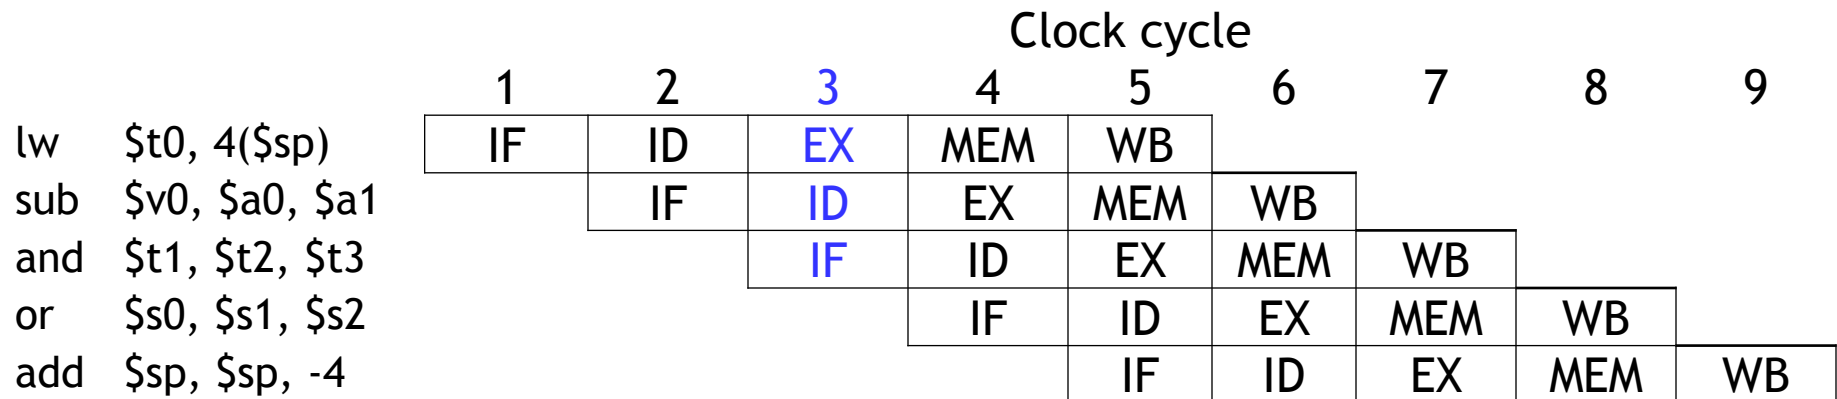 Clock cycle
1 2 3 4 5 6 7 8 9
lw $t0, 4($sp) IF ID EX MEM WB
sub $v0, $a0, $a1 IF ID EX MEM WB
and $t1, $t2, $t3 IF ID EX MEM WB
or $s0, $s1, $s2 IF ID EX MEM WB
add $sp, $sp, -4 IF ID EX MEM WB